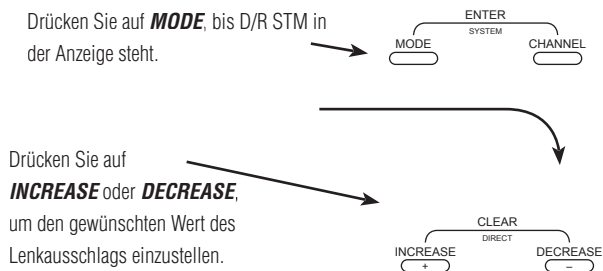 Drücken Sie auf MODE, bis D/R STM in
der Anzeige steht.
ENTER
SYSTEM
MODE
CHANNEL
Drücken Sie auf
INCREASE oder DECREASE,
um den gewünschten Wert des
Lenkausschlags einzustellen.
CLEAR
DIRECT
INCREASE
DECREASE
+
–